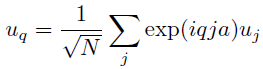 u_q = \frac{1}{\sqrt{N}} \sum_j \exp(iqja) u_j